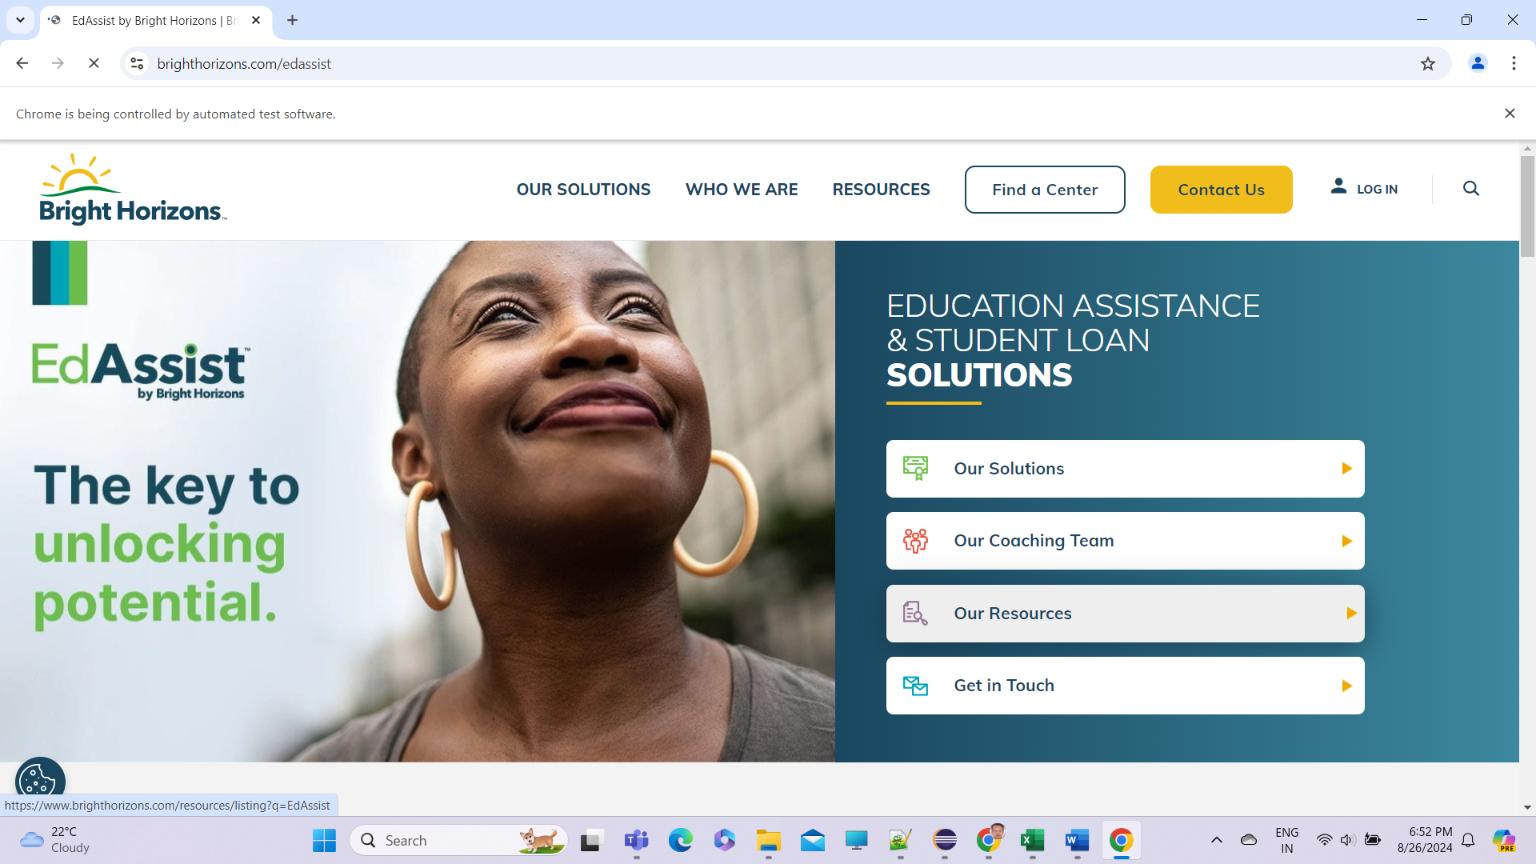 EdAssist by Bright Horizons | Br
brighthorizons.com/edassist
Chrome is being controlled by automated test software.
Bright Horizons™
OUR SOLUTIONS
WHO WE ARE
RESOURCES
Find a Center
Contact Us
LOG IN
EdAssist™
by Bright Horizons
The key to
unlocking
potential.
EDUCATION ASSISTANCE
& STUDENT LOAN
SOLUTIONS
Our Solutions
Our Coaching Team
Our Resources
Get in Touch
https://www.brighthorizons.com/resources/listing?q=EdAssist
22°C
Cloudy
Search
ENG
IN
6:52 PM
8/26/2024
PRE